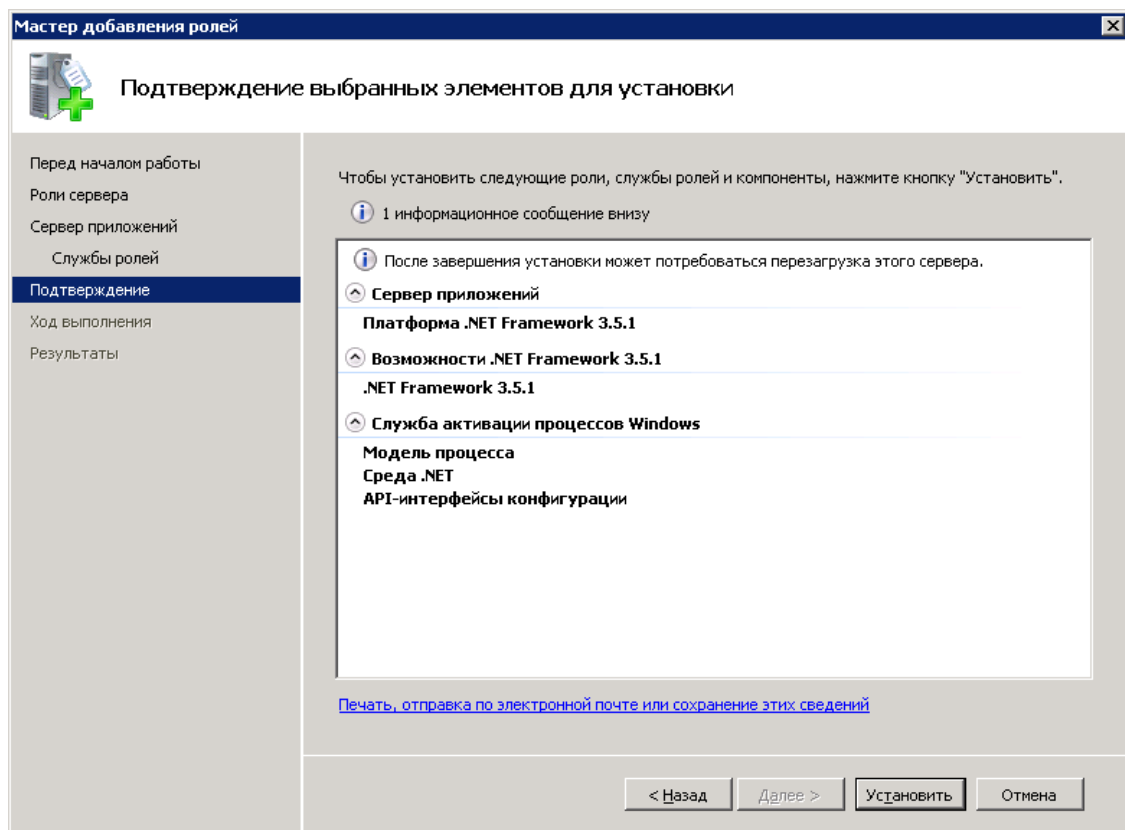 Мастер добавления ролей
Подтверждение выбранных элементов для установки
Перед началом работы
Роли сервера
Сервер приложений
Службы ролей
Подтверждение
Ход выполнения
Результаты
Чтобы установить следующие роли, службы ролей и компоненты, нажмите кнопку "Установить".
1 информационное сообщение внизу
После завершения установки может потребоваться перезагрузка этого сервера.
Сервер приложений
Платформа .NET Framework 3.5.1
Возможности .NET Framework 3.5.1
.NET Framework 3.5.1
Служба активации процессов Windows
Модель процесса
Среда .NET
API-интерфейсы конфигурации
Печать, отправка по электронной почте или сохранение этих сведений
< Назад
Далее >
Установить
Отмена